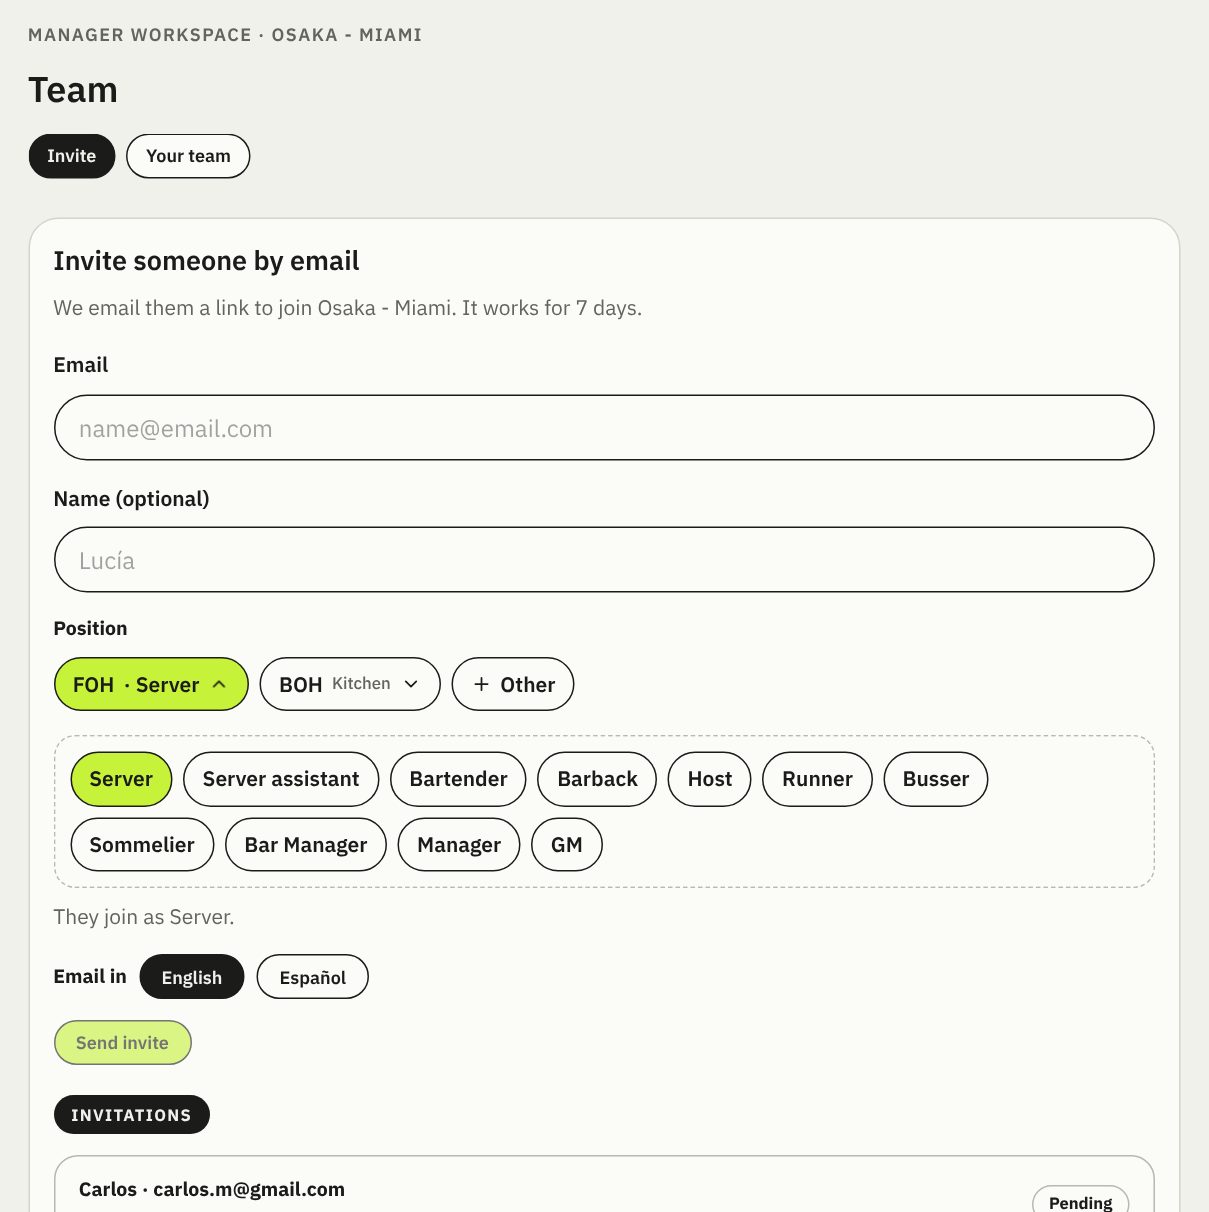 MANAGER WORKSPACE · OSAKA - MIAMI
Team
Invite
Your team
Invite someone by email
We email them a link to join Osaka - Miami. It works for 7 days.
Email
name@email.com
Name (optional)
Lucía
Position
FOH · Server
BOH Kitchen
+ Other
Server
Server assistant
Bartender
Barback
Host
Runner
Busser
Sommelier
Bar Manager
Manager
GM
They join as Server.
Email in
English
Español
Send invite
INVITATIONS
Carlos · carlos.m@gmail.com
Pending